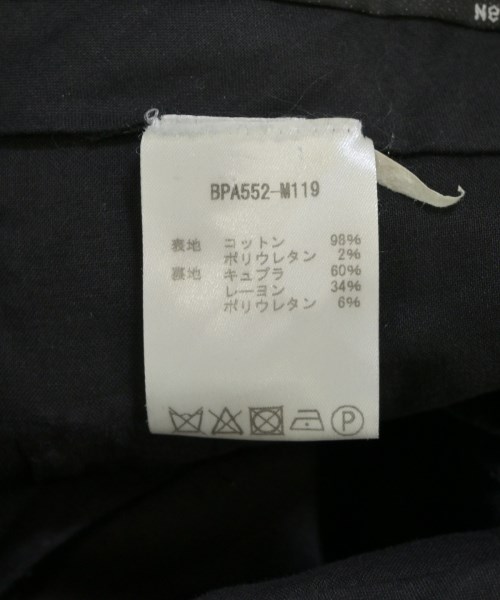 Ne
BPA552-M119
表地 コットン 98%
ポリウレタン 2%
裏地 キュプラ 60%
レーヨン 34%
ポリウレタン 6%
P